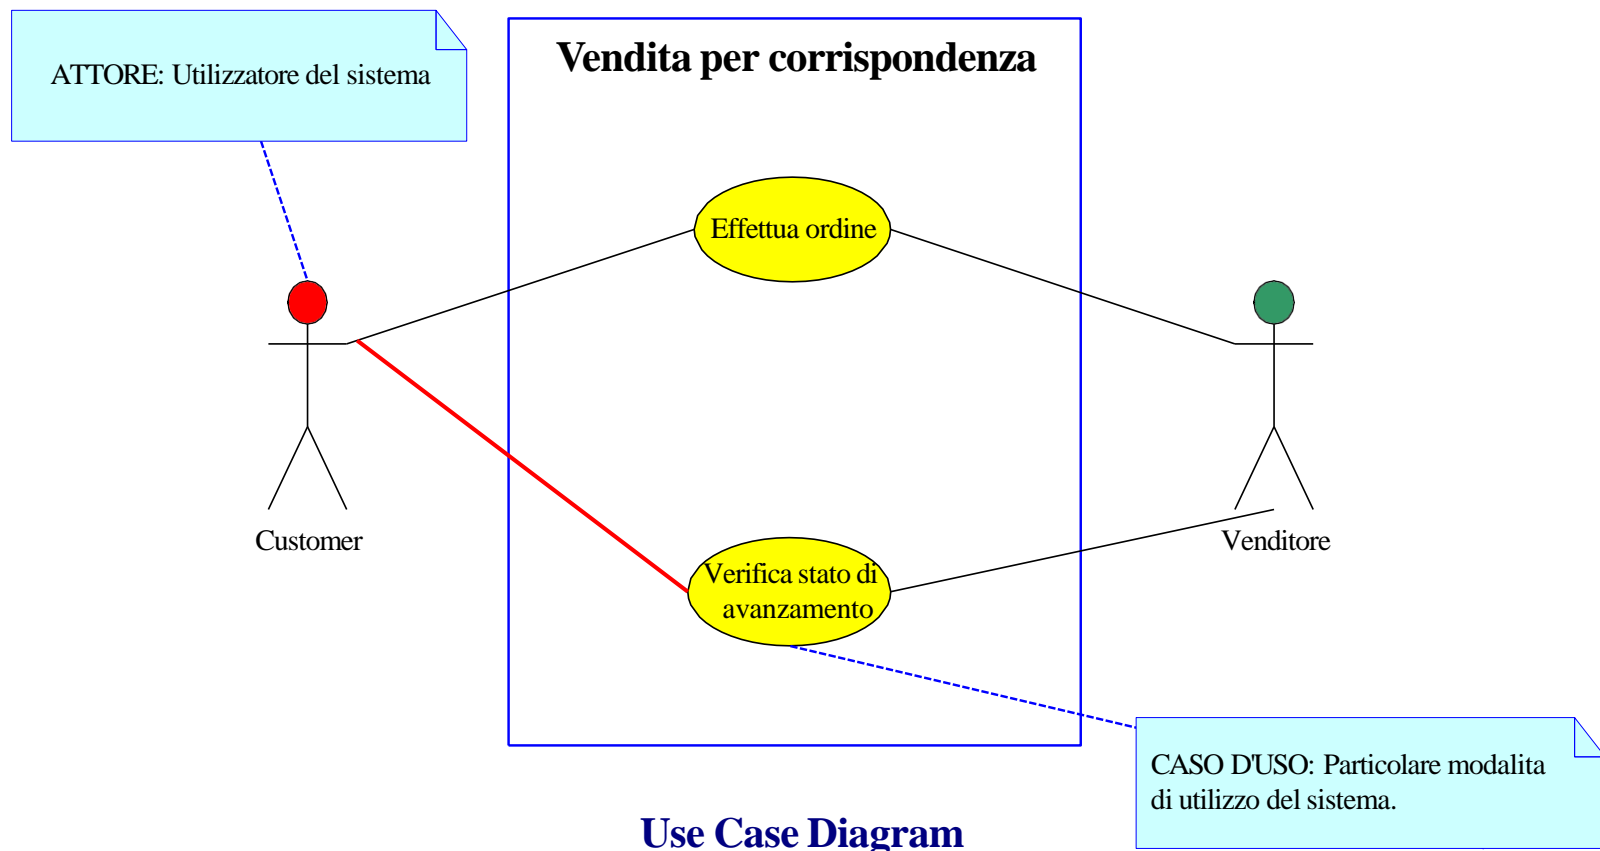 ATTORE: Utilizzatore del sistema
Vendita per corrispondenza
Effettua ordine
Customer
Venditore
Verifica stato di
avanzamento
CASO D'USO: Particolare modalita
di utilizzo del sistema.
Use Case Diagram